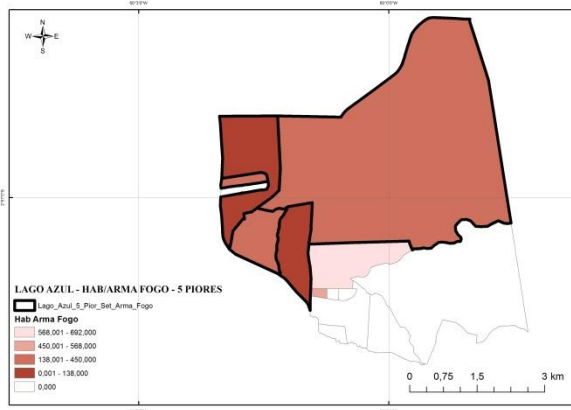 N
W E
S
LAGO AZUL - HAB/ARMA FOGO - 5 PIORES
Lago_Azul_5_Pior_Set_Arma_Fogo
Hab Arma Fogo
568,001 - 692,000
450,001 - 568,000
138,001 - 450,000
0,001 - 138,000
0,000
0 0,75 1,5 3 km